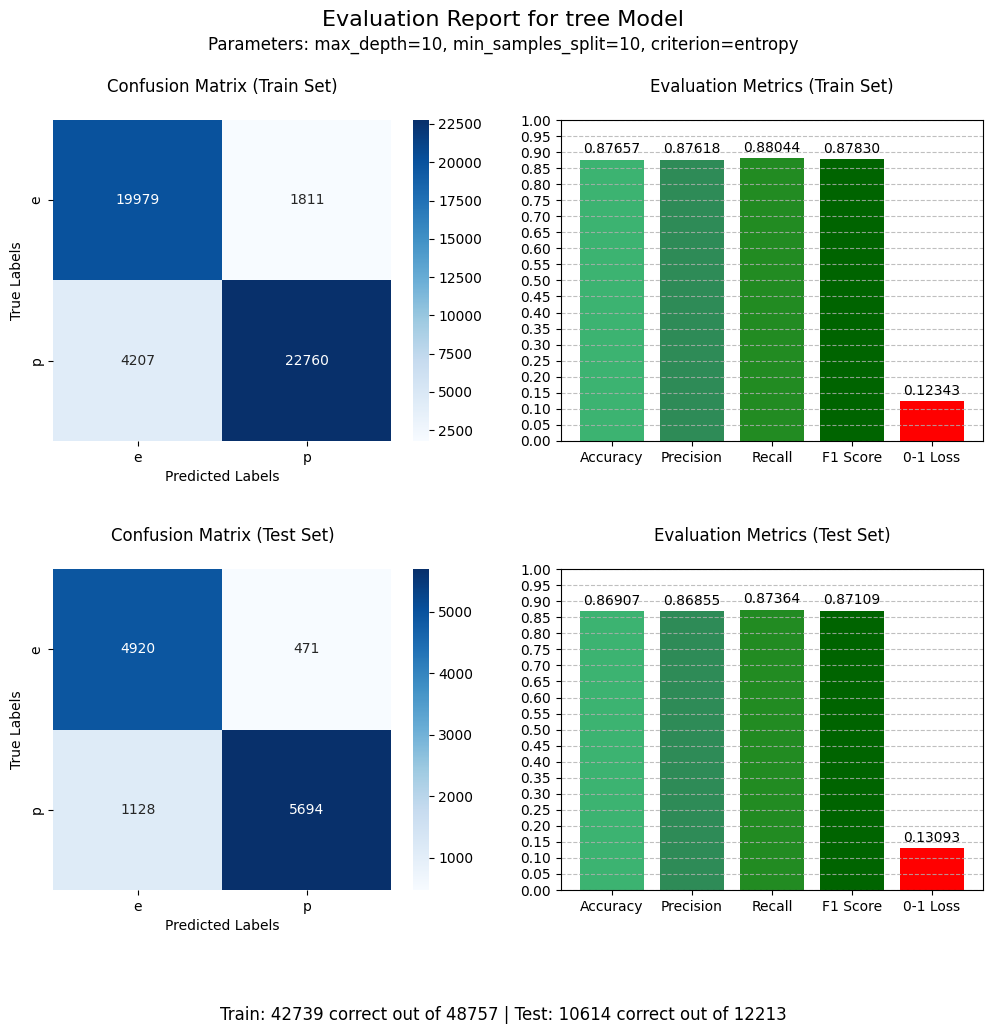 Evaluation Report for tree Model
Parameters: max_depth=10, min_samples_split=10, criterion=entropy
Confusion Matrix (Train Set)
True Labels
e
p
19979
1811
4207
22760
e
p
Predicted Labels
22500
20000
17500
15000
12500
10000
7500
5000
2500
Evaluation Metrics (Train Set)
1.00
0.95
0.90
0.85
0.80
0.75
0.70
0.65
0.60
0.55
0.50
0.45
0.40
0.35
0.30
0.25
0.20
0.15
0.10
0.05
0.00
0.87657
0.87618
0.88044
0.87830
0.12343
Accuracy
Precision
Recall
F1 Score
0-1 Loss
Confusion Matrix (Test Set)
True Labels
e
p
4920
471
1128
5694
e
p
Predicted Labels
5000
4000
3000
2000
1000
Evaluation Metrics (Test Set)
1.00
0.95
0.90
0.85
0.80
0.75
0.70
0.65
0.60
0.55
0.50
0.45
0.40
0.35
0.30
0.25
0.20
0.15
0.10
0.05
0.00
0.86907
0.86855
0.87364
0.87109
0.13093
Accuracy
Precision
Recall
F1 Score
0-1 Loss
Train: 42739 correct out of 48757 | Test: 10614 correct out of 12213